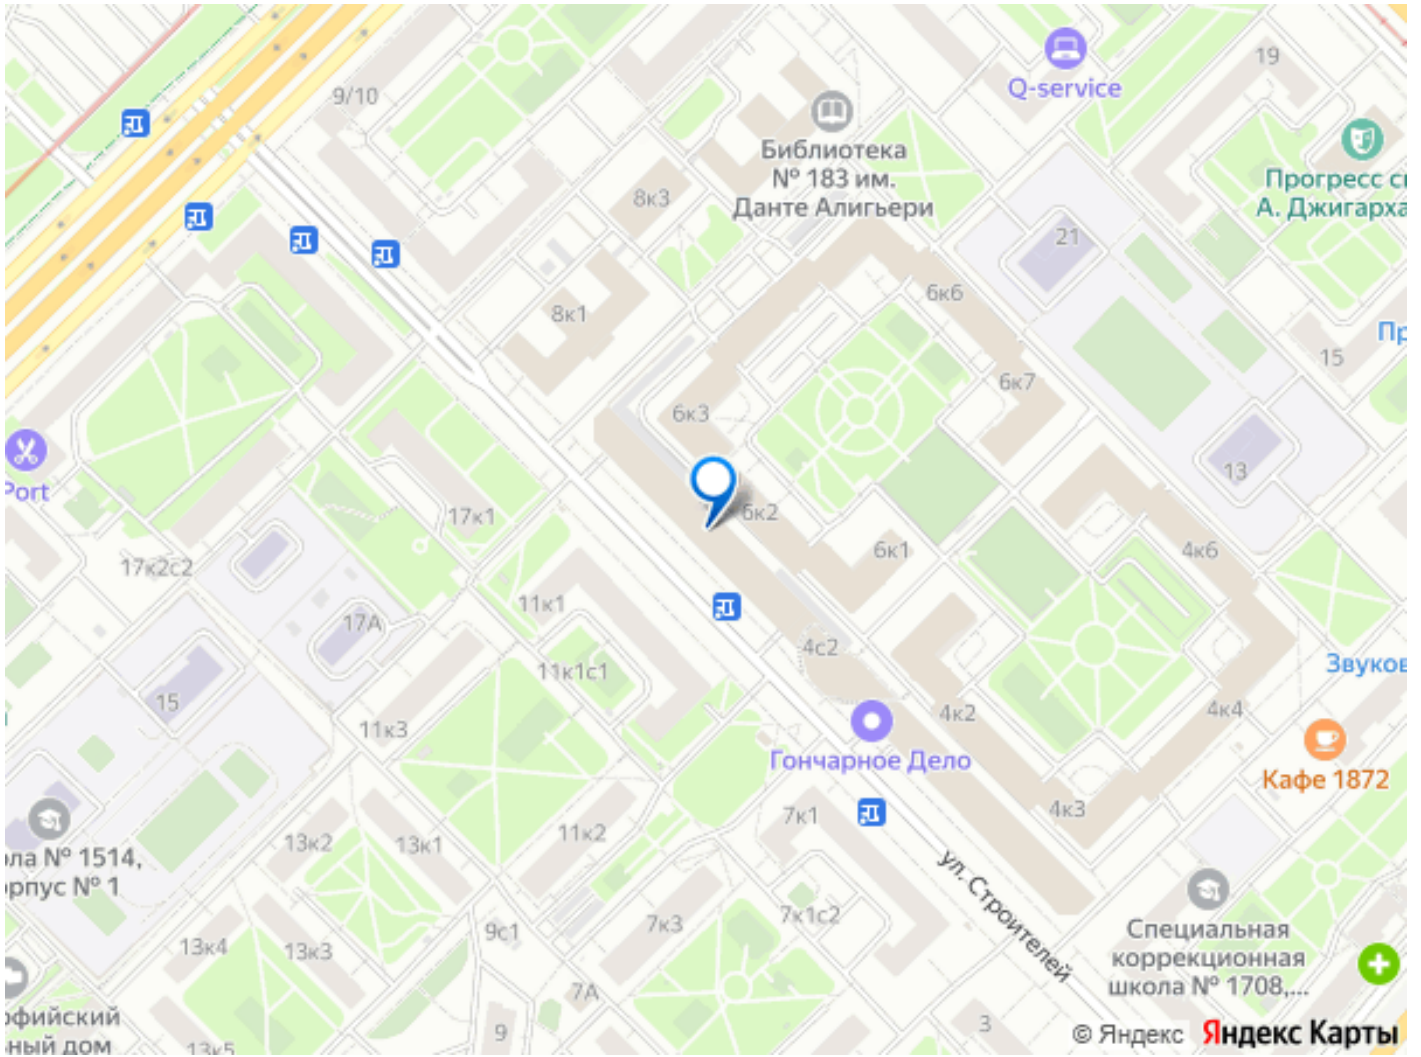 19
Q-service
9/10
Библиотека
№ 183 им.
Данте Алигьери
Прогресс с
А. Джигарха
8к3
21
6к6
8к1
Пр
15
6к7
6к3
Port
13
6к2
17к1
6к1
4к6
17к2с2
11к1
17А
4с2
Звуков
11к1с1
15
4к2
4к4
11к3
Гончарное Дело
Кафе 1872
7к1
4к3
11к2
13к2
13к1
ола № 1514,
орпус № 1
ул. Строителей
7к3
7к1с2
9с1
Специальная
коррекционная
школа № 1708,...
13к4
13к3
7А
офийский
ный дом
9
3
13к5
© Яндекс Яндекс Карты